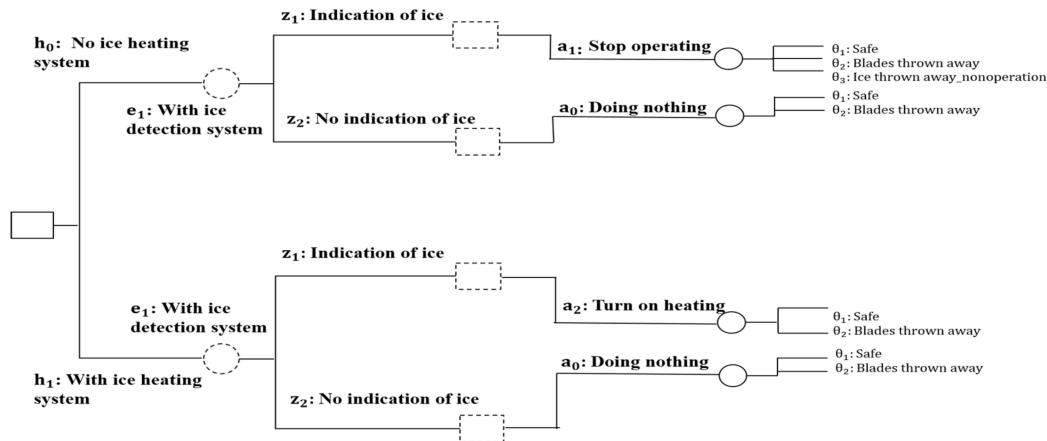 z₁: Indication of ice
h₀: No ice heating
system
a₁: Stop operating
θ₁: Safe
θ₂: Blades thrown away
θ₃: Ice thrown away_nonoperation
e₁: With ice
detection system
z₂: No indication of ice
a₀: Doing nothing
θ₁: Safe
θ₂: Blades thrown away
z₁: Indication of ice
e₁: With ice
detection system
a₂: Turn on heating
θ₁: Safe
θ₂: Blades thrown away
h₁: With ice heating
system
z₂: No indication of ice
a₀: Doing nothing
θ₁: Safe
θ₂: Blades thrown away